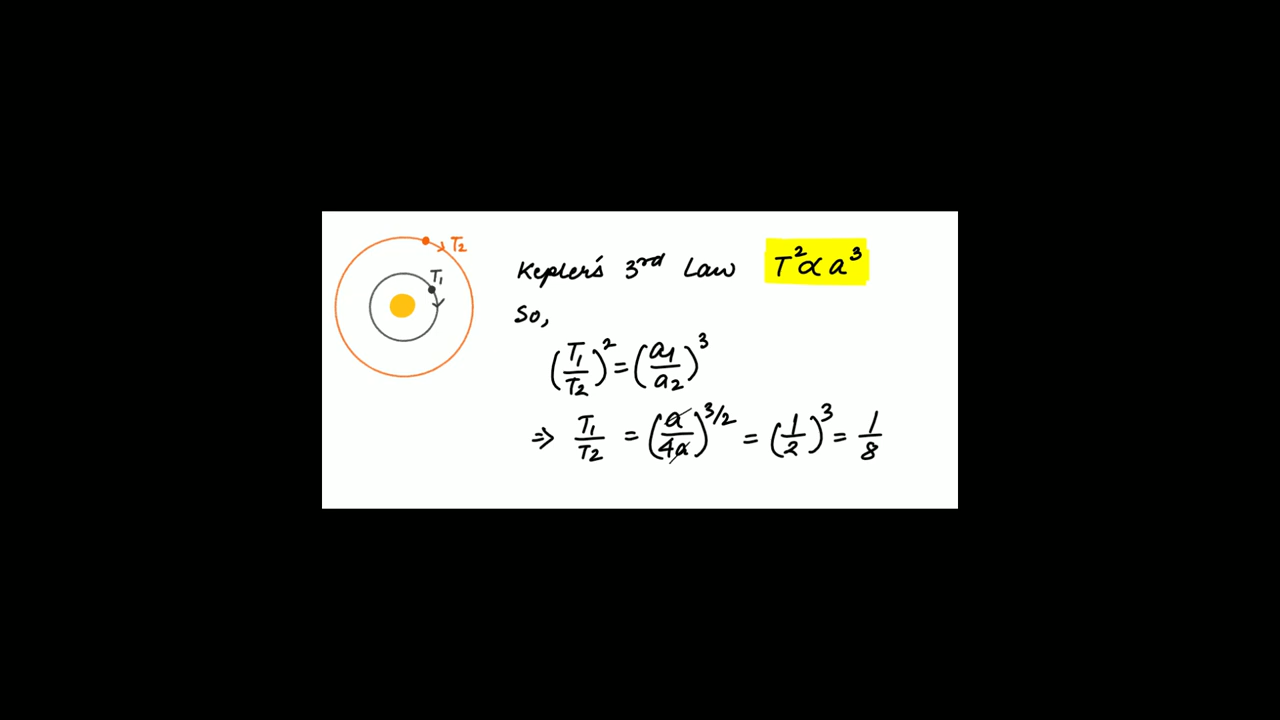 T₂
T₁
Kepler's 3rd Law T² ∝ a³
So,
(T₁/T₂)² = (a₁/a₂)³
⇒ T₁/T₂ = (a/4a)^3/2 = (1/2)³ = 1/8